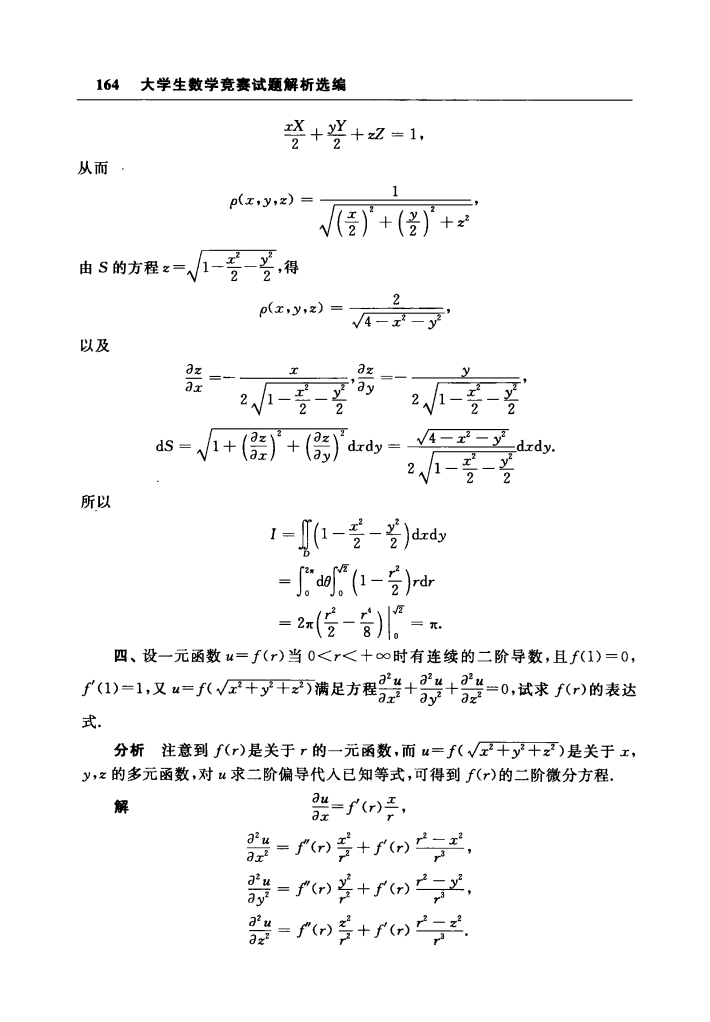 164 大学生数学竞赛试题解析选编
$\frac{xX}{2}+\frac{yY}{2}+zZ=1,$
从而
$\rho(x,y,z)=\frac{1}{\sqrt{\left(\frac{x}{2}\right)^2+\left(\frac{y}{2}\right)^2+z^2}},$
由 S 的方程 $z=\sqrt{1-\frac{x^2}{2}-\frac{y^2}{2}}$,得
$\rho(x,y,z)=\frac{2}{\sqrt{4-x^2-y^2}},$
以及
$\frac{\partial z}{\partial x}=-\frac{x}{2\sqrt{1-\frac{x^2}{2}-\frac{y^2}{2}}},\frac{\partial z}{\partial y}=-\frac{y}{2\sqrt{1-\frac{x^2}{2}-\frac{y^2}{2}}},$
$dS=\sqrt{1+\left(\frac{\partial z}{\partial x}\right)^2+\left(\frac{\partial z}{\partial y}\right)^2}dxdy=\frac{\sqrt{4-x^2-y^2}}{2\sqrt{1-\frac{x^2}{2}-\frac{y^2}{2}}}dxdy.$
所以
$I=\iint_D\left(1-\frac{x^2}{2}-\frac{y^2}{2}\right)dxdy$
$=\int_0^{2\pi}d\theta\int_0^{\sqrt{2}}\left(1-\frac{r^2}{2}\right)rdr$
$=2\pi\left(\frac{r^2}{2}-\frac{r^4}{8}\right)\Big|_0^{\sqrt{2}}=\pi.$
四、设一元函数 u=f(r)当 0<r<+∞时有连续的二阶导数,且f(1)=0,
$f'(1)=1$,又 $u=f(\sqrt{x^2+y^2+z^2})$满足方程$\frac{\partial^2 u}{\partial x^2}+\frac{\partial^2 u}{\partial y^2}+\frac{\partial^2 u}{\partial z^2}=0$,试求 f(r)的表达
式.
分析 注意到 f(r)是关于 r 的一元函数,而 $u=f(\sqrt{x^2+y^2+z^2})$是关于 x,
y,z 的多元函数,对 u 求二阶偏导代入已知等式,可得到 f(r)的二阶微分方程.
解 $\frac{\partial u}{\partial x}=f'(r)\frac{x}{r},$
$\frac{\partial^2 u}{\partial x^2}=f''(r)\frac{x^2}{r^2}+f'(r)\frac{r^2-x^2}{r^3},$
$\frac{\partial^2 u}{\partial y^2}=f''(r)\frac{y^2}{r^2}+f'(r)\frac{r^2-y^2}{r^3},$
$\frac{\partial^2 u}{\partial z^2}=f''(r)\frac{z^2}{r^2}+f'(r)\frac{r^2-z^2}{r^3}.$